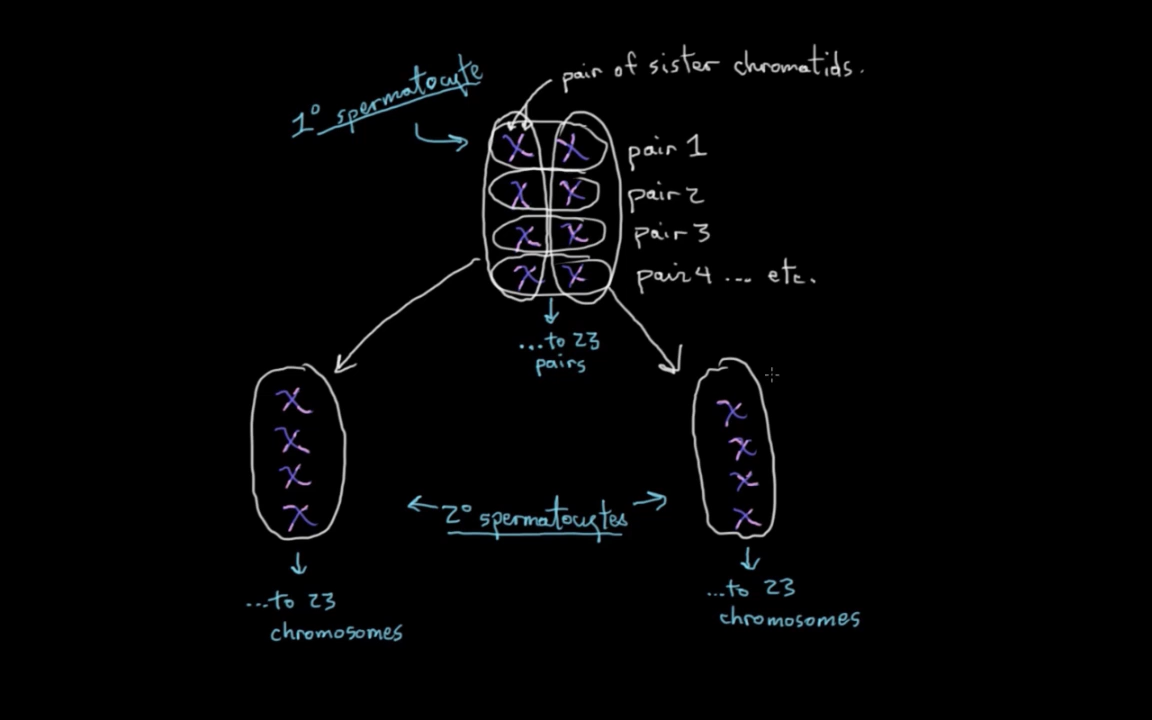 1° spermatocyte
pair of sister chromatids.
pair 1
pair 2
pair 3
pair 4 ... etc.
...to 23
pairs
2° spermatocytes
...to 23
chromosomes
...to 23
chromosomes